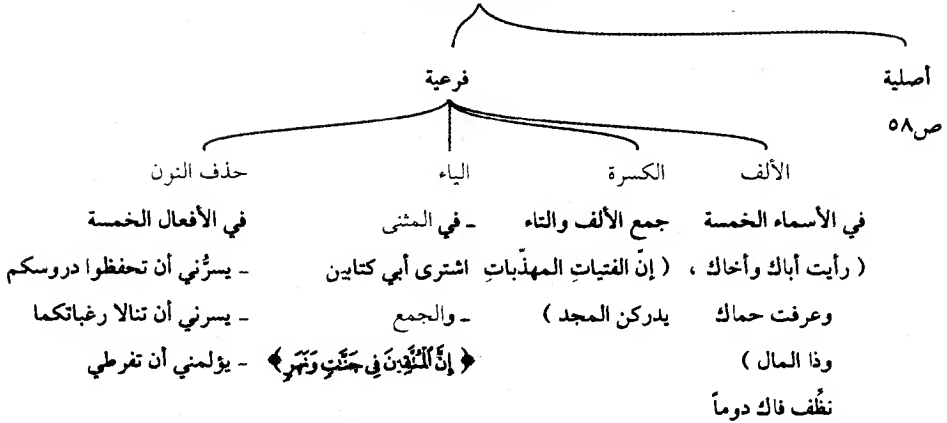 أصلية
فرعية
ص٥٨
الألف الكسرة الياء حذف النون
في الأسماء الخمسة جمع الألف والتاء ـ في المثنى في الأفعال الخمسة
( رأيت أباك وأخاك ، ( إنّ الفتياتِ المهذّباتِ اشترى أبي كتابين ـ يسرُّني أن تحفظوا دروسكم
وعرفت حماك يدركن المجد ) ـ والجمع ـ يسرني أن تنالا رغباتكما
وذا المال ) ﴿ إِنَّ ٱلْمُتَّقِينَ فِى جَنَّٰتٍ وَنَهَرٍ ﴾ ـ يؤلمني أن تفرطي
نظِّف فاك دوماً